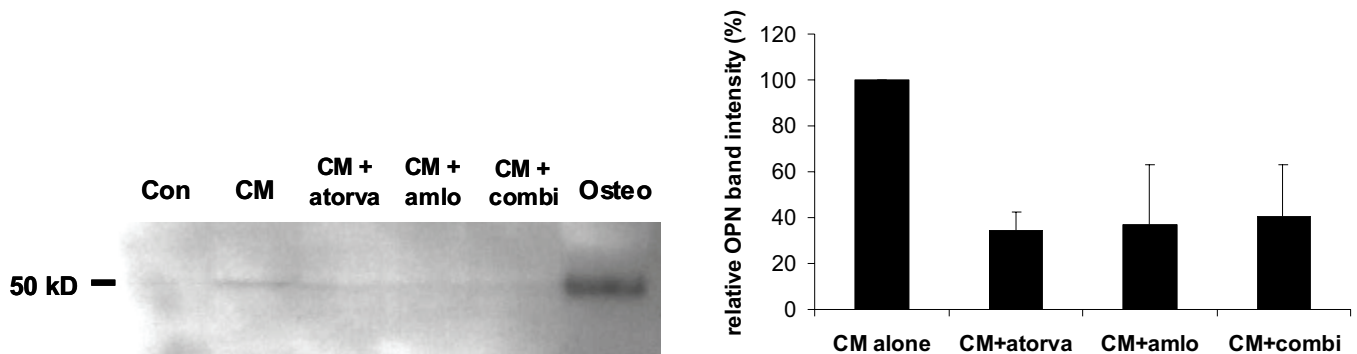 Con CM CM + atorva CM + amlo CM + combi Osteo
50 kD
relative OPN band intensity (%)
120
100
80
60
40
20
0
CM alone CM+atorva CM+amlo CM+combi